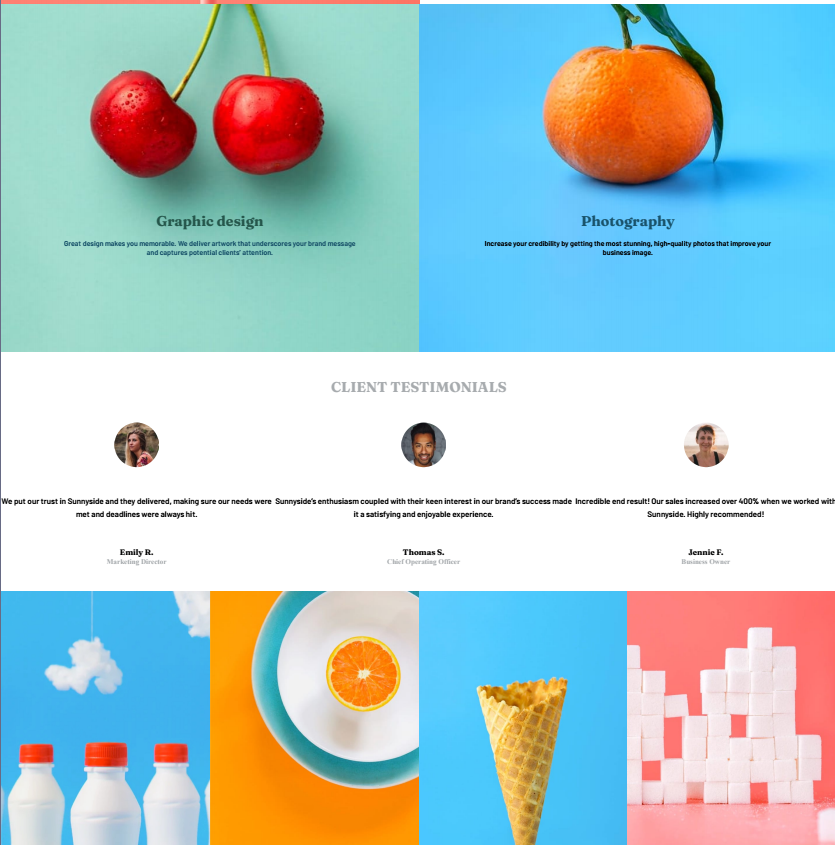 Graphic design
Great design makes you memorable. We deliver artwork that underscores your brand message
and captures potential clients' attention.
Photography
Increase your credibility by getting the most stunning, high-quality photos that improve your
business image.
CLIENT TESTIMONIALS
We put our trust in Sunnyside and they delivered, making sure our needs were
met and deadlines were always hit.
Emily R.
Marketing Director
Sunnyside's enthusiasm coupled with their keen interest in our brand's success made
it a satisfying and enjoyable experience.
Thomas S.
Chief Operating Officer
Incredible end result! Our sales increased over 400% when we worked with
Sunnyside. Highly recommended!
Jennie F.
Business Owner